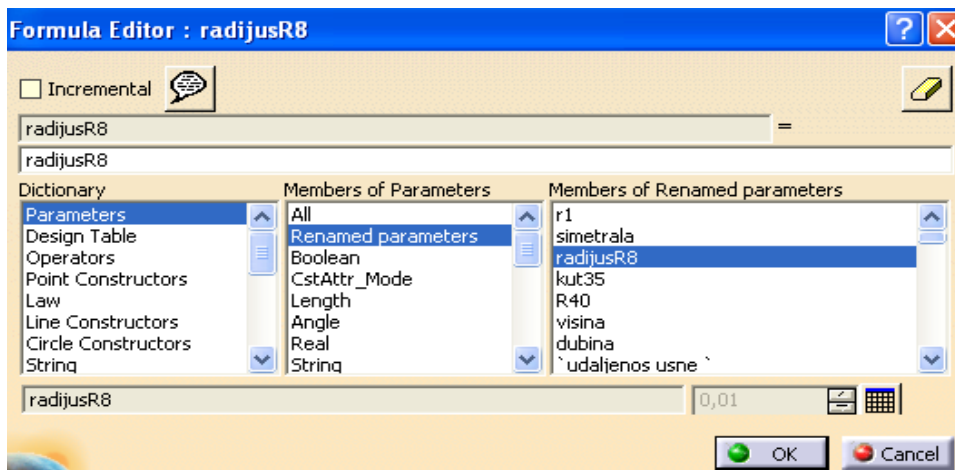 Formula Editor : radijusR8
Incremental
radijusR8 =
radijusR8
Dictionary Members of Parameters Members of Renamed parameters
Parameters All r1
Design Table Renamed parameters simetrala
Operators Boolean radijusR8
Point Constructors CstAttr_Mode kut35
Law Length R40
Line Constructors Angle visina
Circle Constructors Real dubina
String String `udaljenos usne `
radijusR8 0,01
OK Cancel